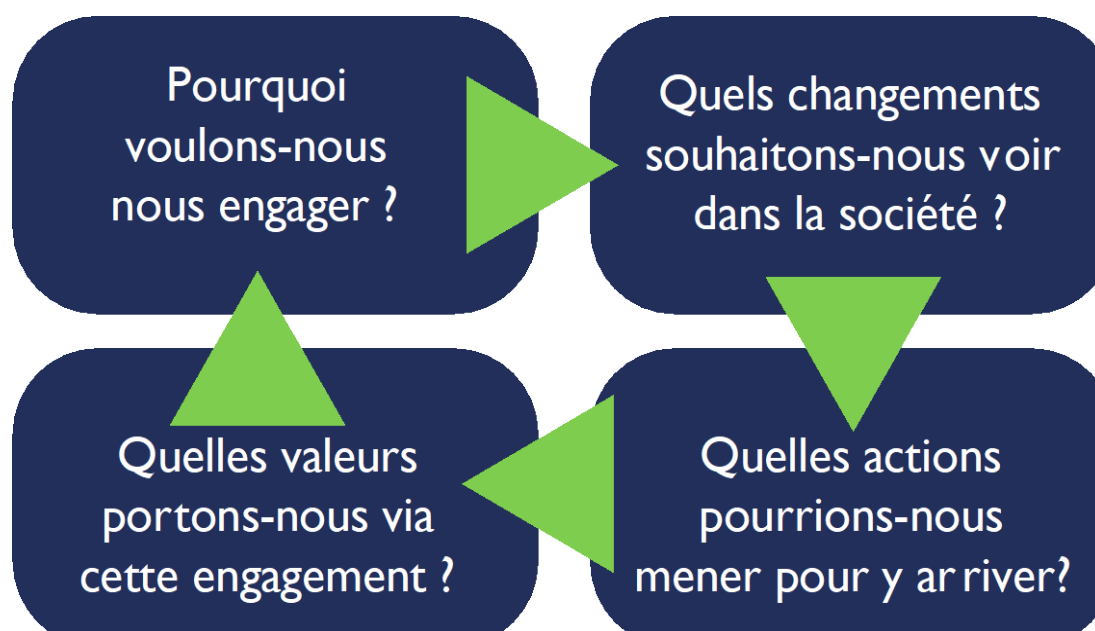 Pourquoi
voulons-nous
nous engager ?
Quels changements
souhaitons-nous voir
dans la société ?
Quelles actions
pourrions-nous
mener pour y arriver?
Quelles valeurs
portons-nous via
cette engagement ?